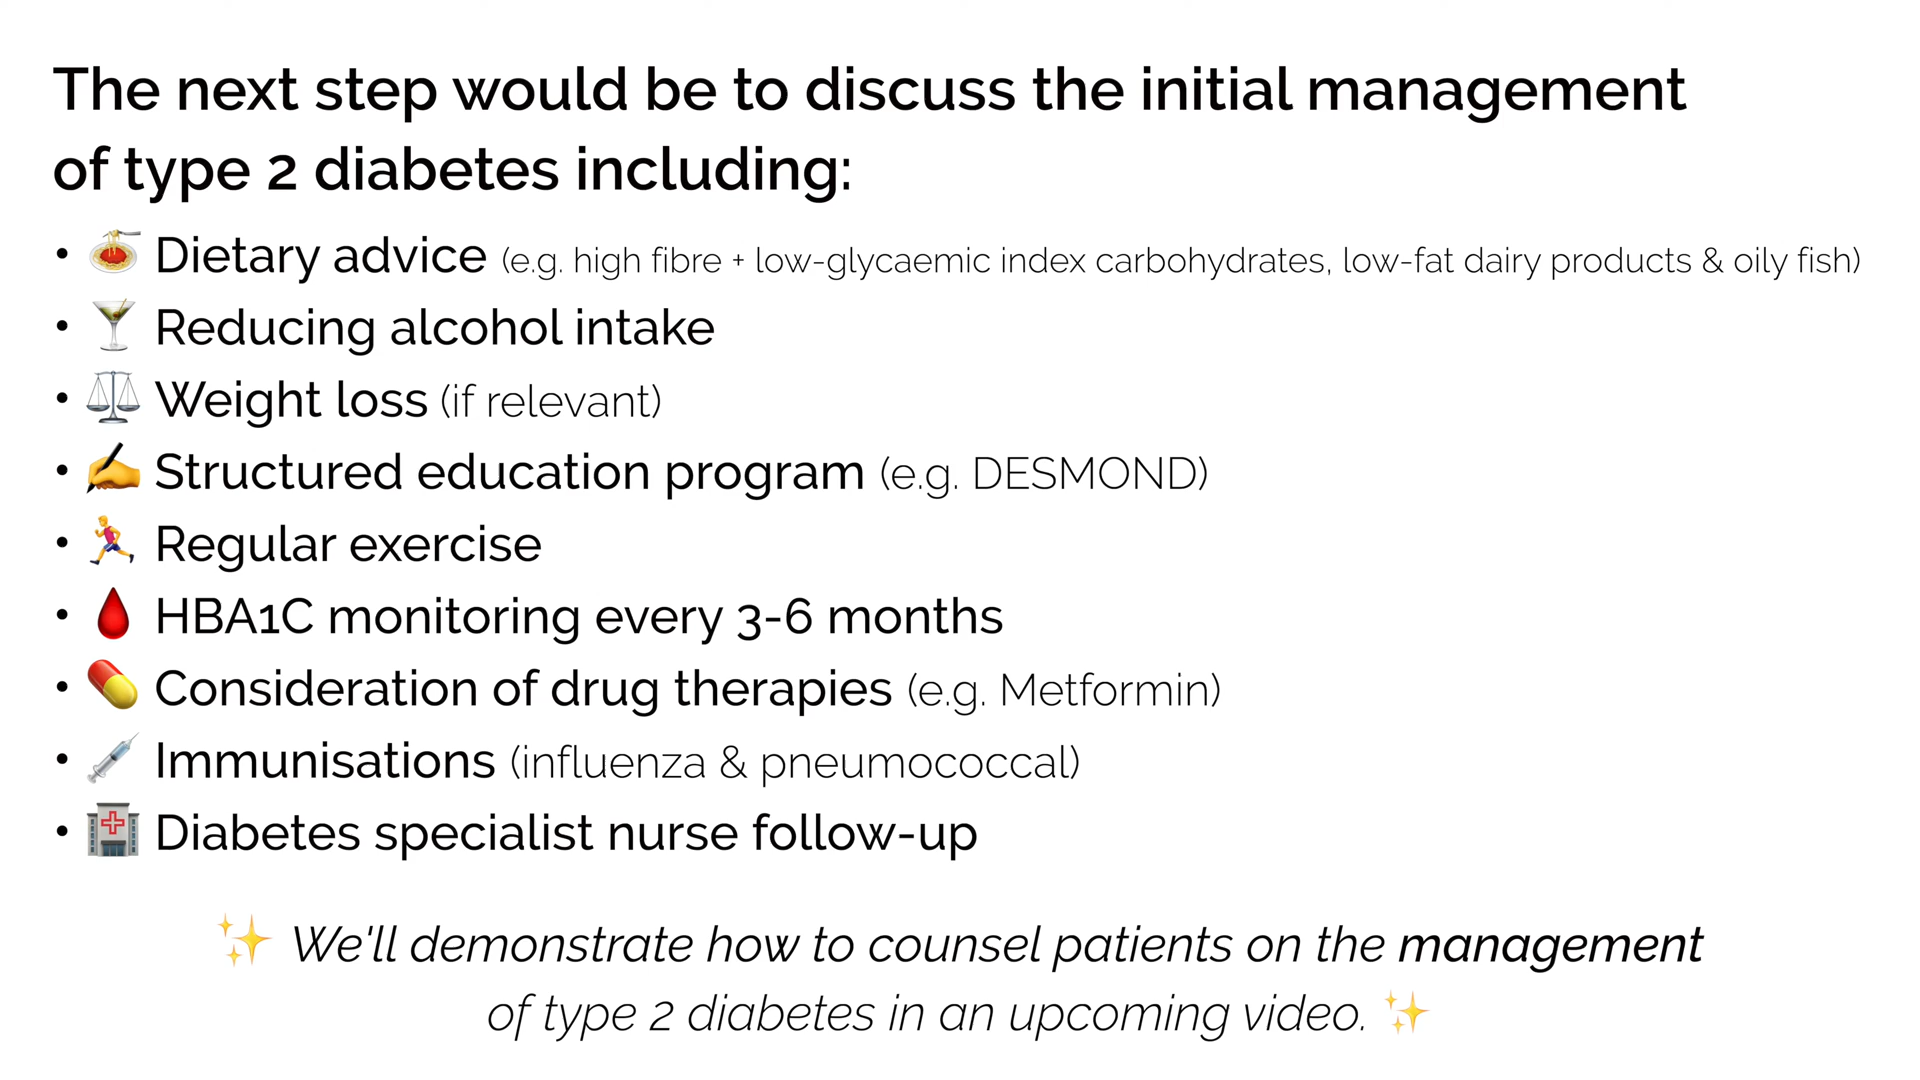 The next step would be to discuss the initial management
of type 2 diabetes including:
• Dietary advice (e.g. high fibre + low-glycaemic index carbohydrates, low-fat dairy products & oily fish)
• Reducing alcohol intake
• Weight loss (if relevant)
• Structured education program (e.g. DESMOND)
• Regular exercise
• HBA1C monitoring every 3-6 months
• Consideration of drug therapies (e.g. Metformin)
• Immunisations (influenza & pneumococcal)
• Diabetes specialist nurse follow-up
We'll demonstrate how to counsel patients on the management
of type 2 diabetes in an upcoming video.